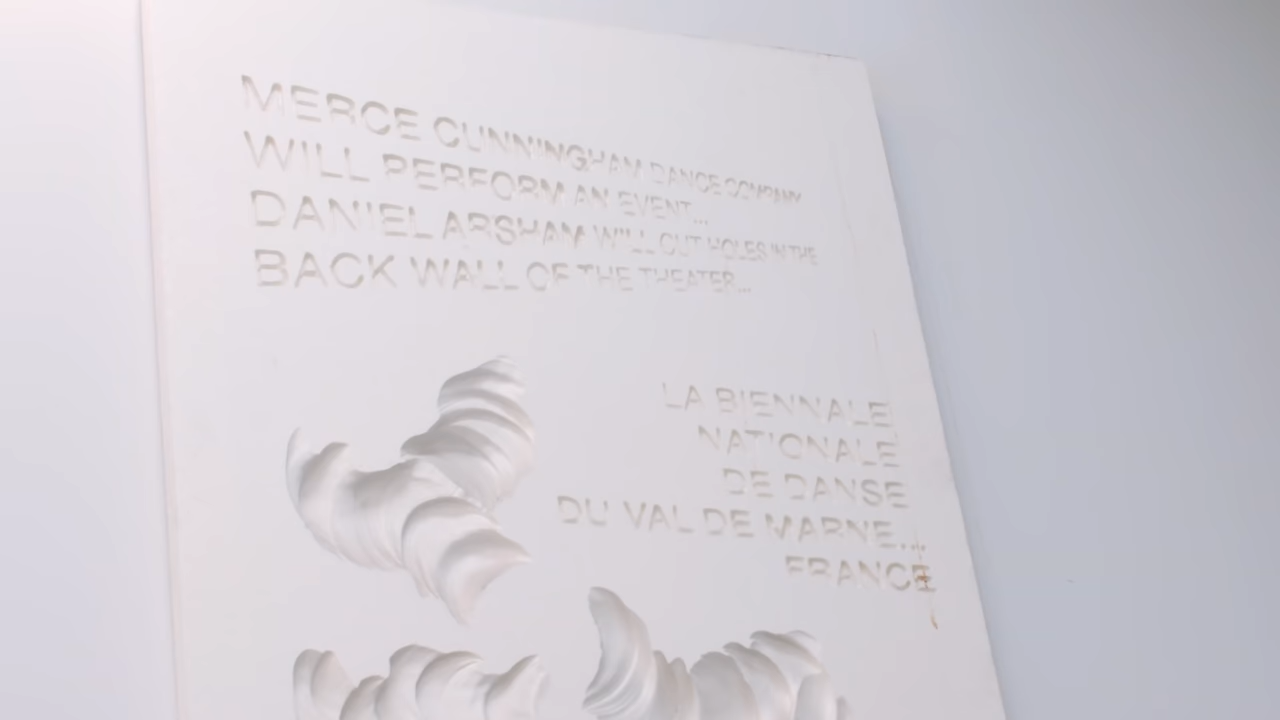 MERCE CUNNINGHAM DANCE COMPANY
WILL PERFORM AN EVENT...
DANIEL ARSHAM WILL CUT HOLES IN THE
BACK WALL OF THE THEATER...
LA BIENNALE
NATIONALE
DE DANSE
DU VAL DE MARNE...
FRANCE